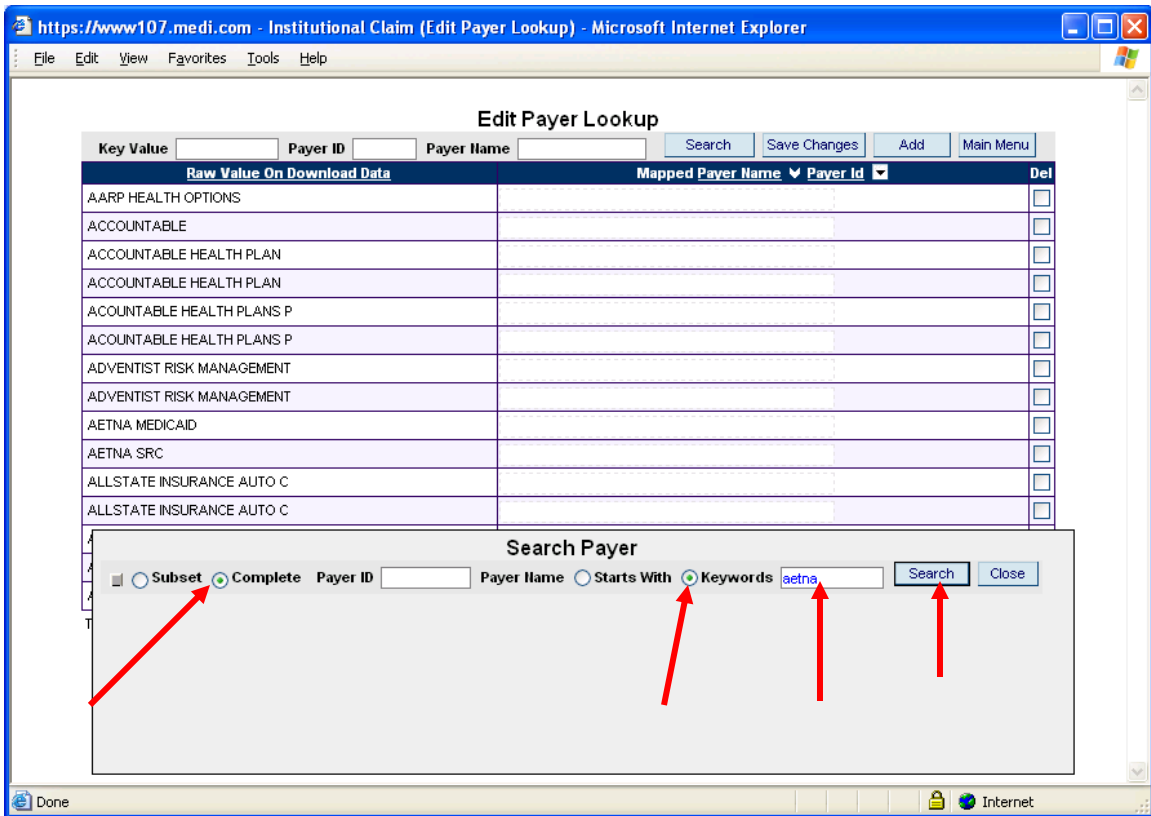 https://www107.medi.com - Institutional Claim (Edit Payer Lookup) - Microsoft Internet Explorer
File Edit View Favorites Tools Help
Edit Payer Lookup
Key Value Payer ID Payer Name Search Save Changes Add Main Menu
Raw Value On Download Data Mapped Payer Name Payer Id Del
AARP HEALTH OPTIONS
ACCOUNTABLE
ACCOUNTABLE HEALTH PLAN
ACCOUNTABLE HEALTH PLAN
ACOUNTABLE HEALTH PLANS P
ACOUNTABLE HEALTH PLANS P
ADVENTIST RISK MANAGEMENT
ADVENTIST RISK MANAGEMENT
AETNA MEDICAID
AETNA SRC
ALLSTATE INSURANCE AUTO C
ALLSTATE INSURANCE AUTO C
Search Payer
Subset Complete Payer ID Payer Name Starts With Keywords aetna Search Close
Done Internet